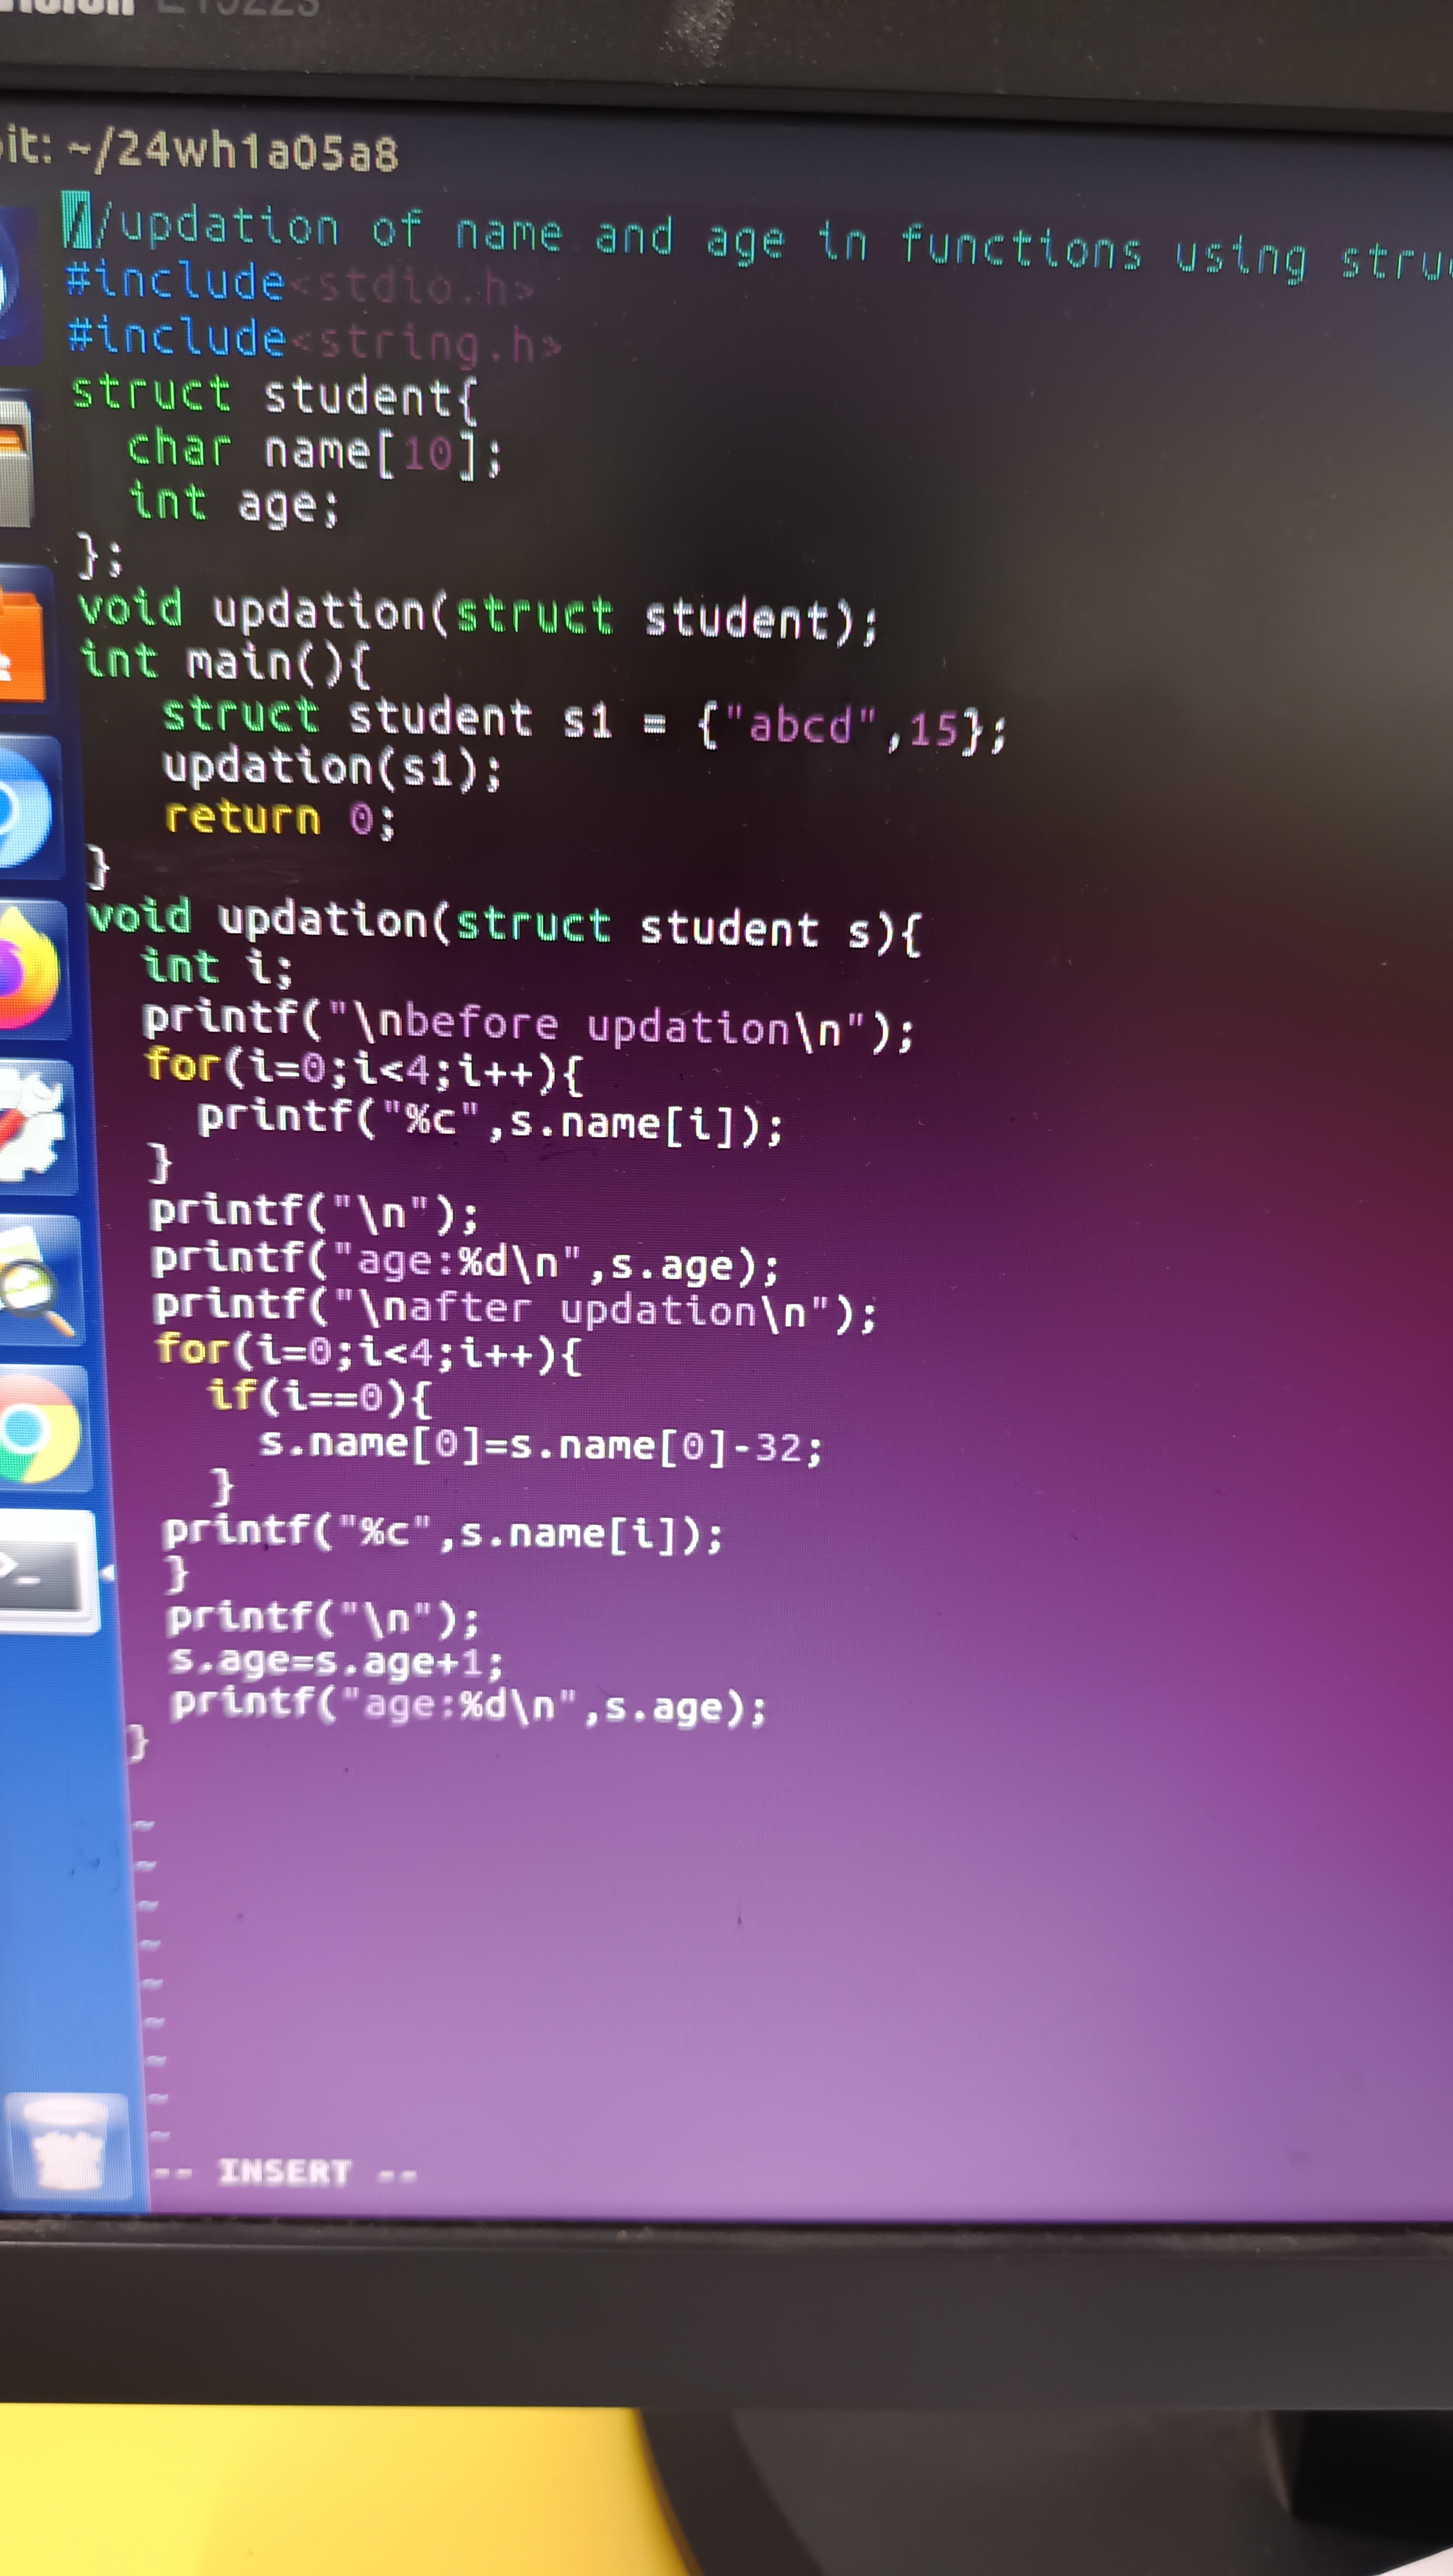 it: ~/24wh1a05a8
//updation of name and age in functions using
#include<stdio.h>
#include<string.h>
struct student{
  char name[10];
  int age;
};
void updation(struct student);
int main(){
   struct student s1 = {"abcd",15};
   updation(s1);
   return 0;
}
void updation(struct student s){
  int i;
  printf("\nbefore updation\n");
  for(i=0;i<4;i++){
    printf("%c",s.name[i]);
  }
  printf("\n");
  printf("age:%d\n",s.age);
  printf("\nafter updation\n");
  for(i=0;i<4;i++){
    if(i==0){
      s.name[0]=s.name[0]-32;
    }
  printf("%c",s.name[i]);
  }
  printf("\n");
  s.age=s.age+1;
  printf("age:%d\n",s.age);
}
~
~
~
~
~
~
~
~
~
-- INSERT --